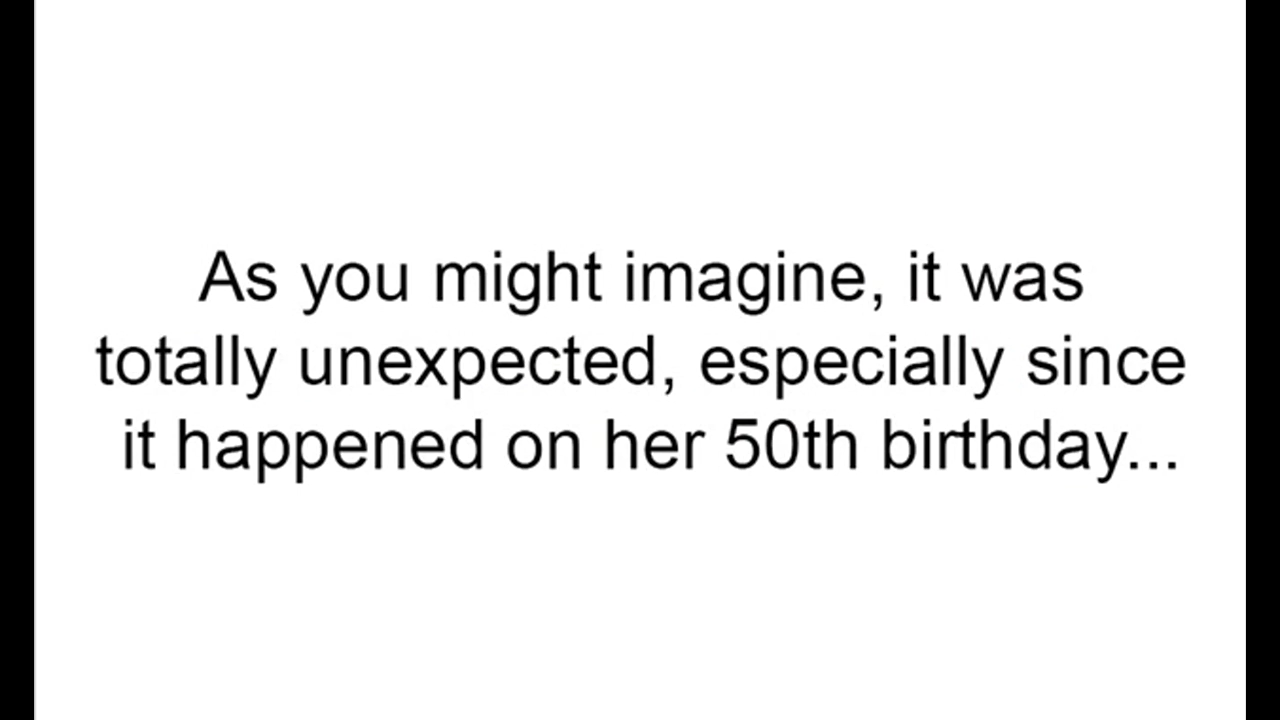 As you might imagine, it was
totally unexpected, especially since
it happened on her 50th birthday...